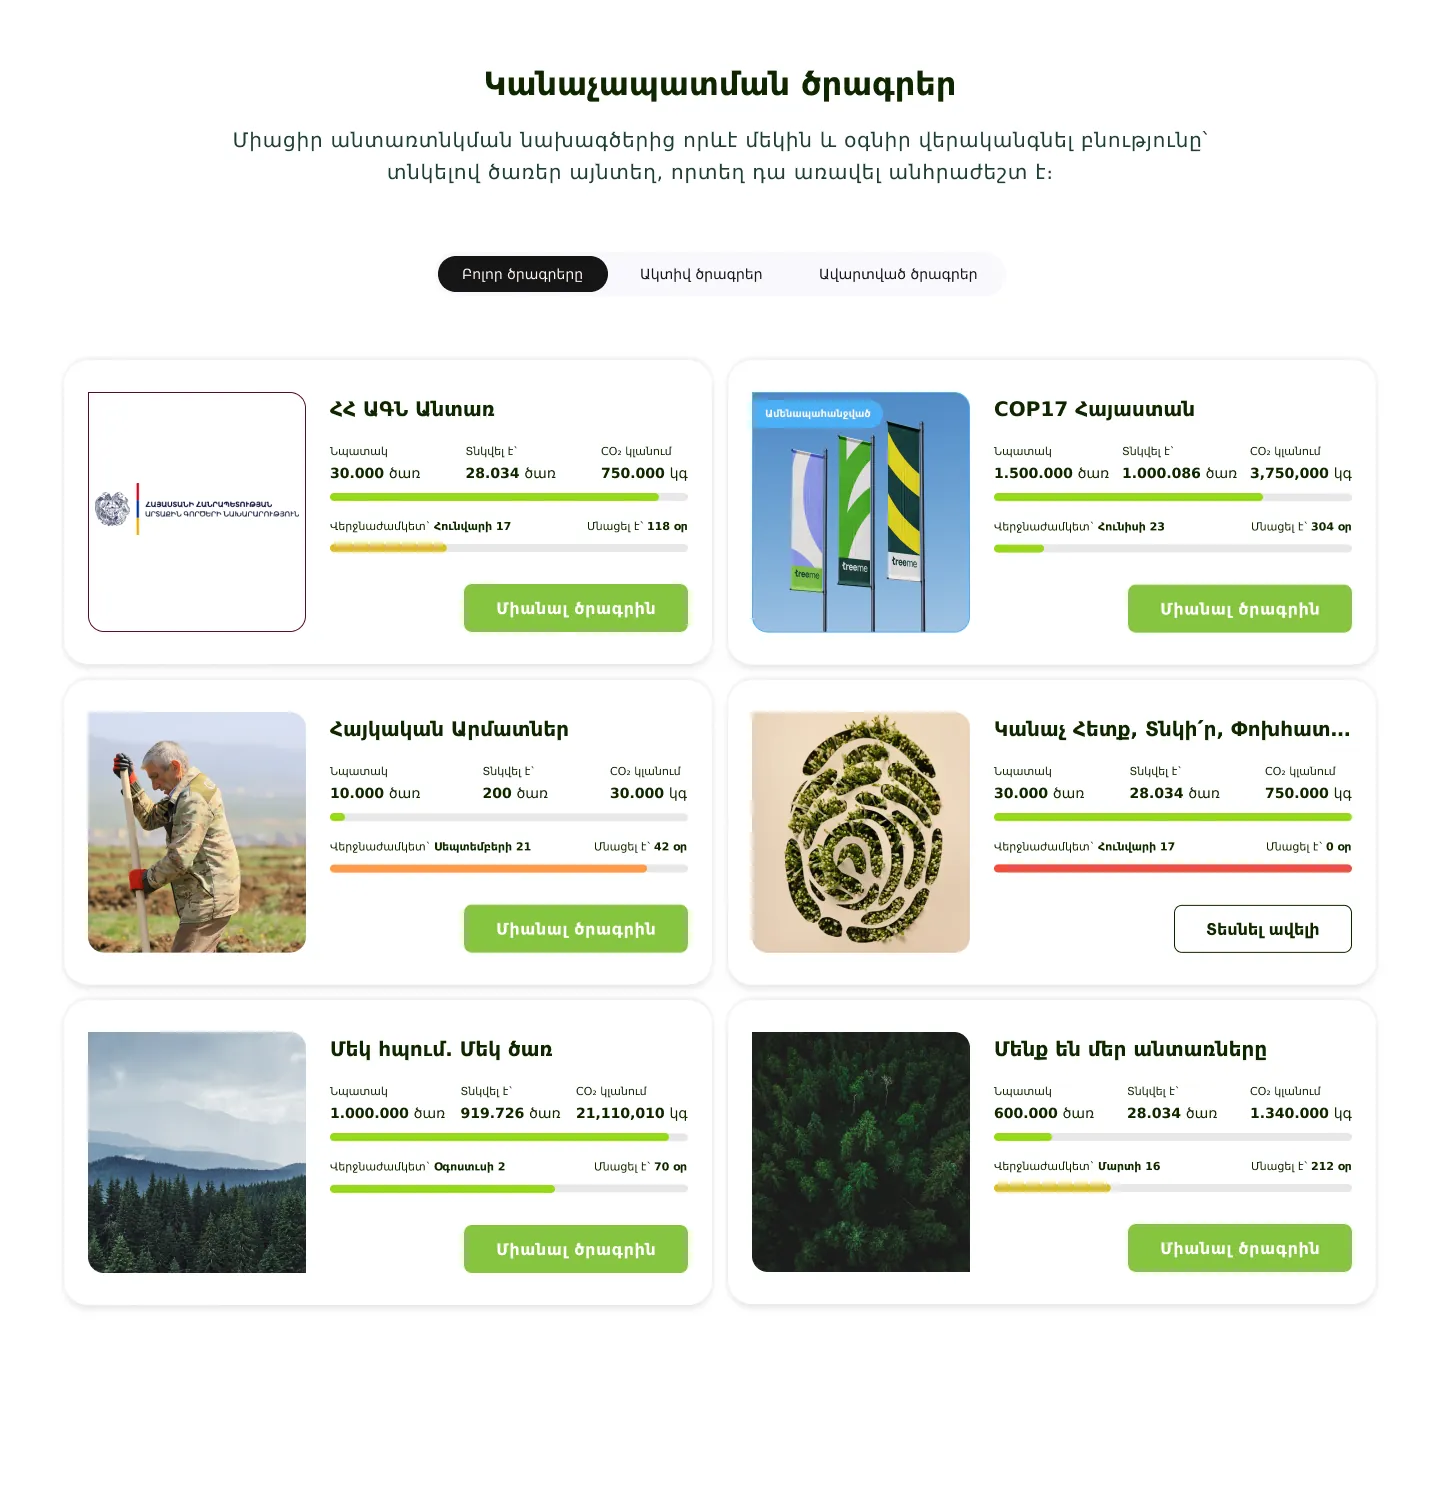 Կանաչապատման ծրագրեր
Միացիր անտառտնկման նախագծերից որևէ մեկին և օգնիր վերականգնել բնությունը՝
տնկելով ծառեր այնտեղ, որտեղ դա առավել անհրաժեշտ է։
Բոլոր ծրագրերը
Ակտիվ ծրագրեր
Ավարտված ծրագրեր
ՀԱՅԱՍՏԱՆԻ ՀԱՆՐԱՊԵՏՈՒԹՅԱՆ
ԱՐՏԱՔԻՆ ԳՈՐԾԵՐԻ ՆԱԽԱՐԱՐՈՒԹՅՈՒՆ
ՀՀ ԱԳՆ Անտառ
Նպատակ Տնկվել է՝ CO₂ կլանում
30.000 ծառ 28.034 ծառ 750.000 կգ
Վերջնաժամկետ՝ Հունվարի 17 Մնացել է՝ 118 օր
Միանալ ծրագրին
Ամենապահանջված
treeme
treeme
treeme
COP17 Հայաստան
Նպատակ Տնկվել է՝ CO₂ կլանում
1.500.000 ծառ 1.000.086 ծառ 3,750,000 կգ
Վերջնաժամկետ՝ Հունիսի 23 Մնացել է՝ 304 օր
Միանալ ծրագրին
Հայկական Արմատներ
Նպատակ Տնկվել է՝ CO₂ կլանում
10.000 ծառ 200 ծառ 30.000 կգ
Վերջնաժամկետ՝ Սեպտեմբերի 21 Մնացել է՝ 42 օր
Միանալ ծրագրին
Կանաչ Հետք, Տնկի՛ր, Փոխհատ...
Նպատակ Տնկվել է՝ CO₂ կլանում
30.000 ծառ 28.034 ծառ 750.000 կգ
Վերջնաժամկետ՝ Հունվարի 17 Մնացել է՝ 0 օր
Տեսնել ավելի
Մեկ հպում. Մեկ ծառ
Նպատակ Տնկվել է՝ CO₂ կլանում
1.000.000 ծառ 919.726 ծառ 21,110,010 կգ
Վերջնաժամկետ՝ Օգոստուսի 2 Մնացել է՝ 70 օր
Միանալ ծրագրին
Մենք են մեր անտառները
Նպատակ Տնկվել է՝ CO₂ կլանում
600.000 ծառ 28.034 ծառ 1.340.000 կգ
Վերջնաժամկետ՝ Մարտի 16 Մնացել է՝ 212 օր
Միանալ ծրագրին